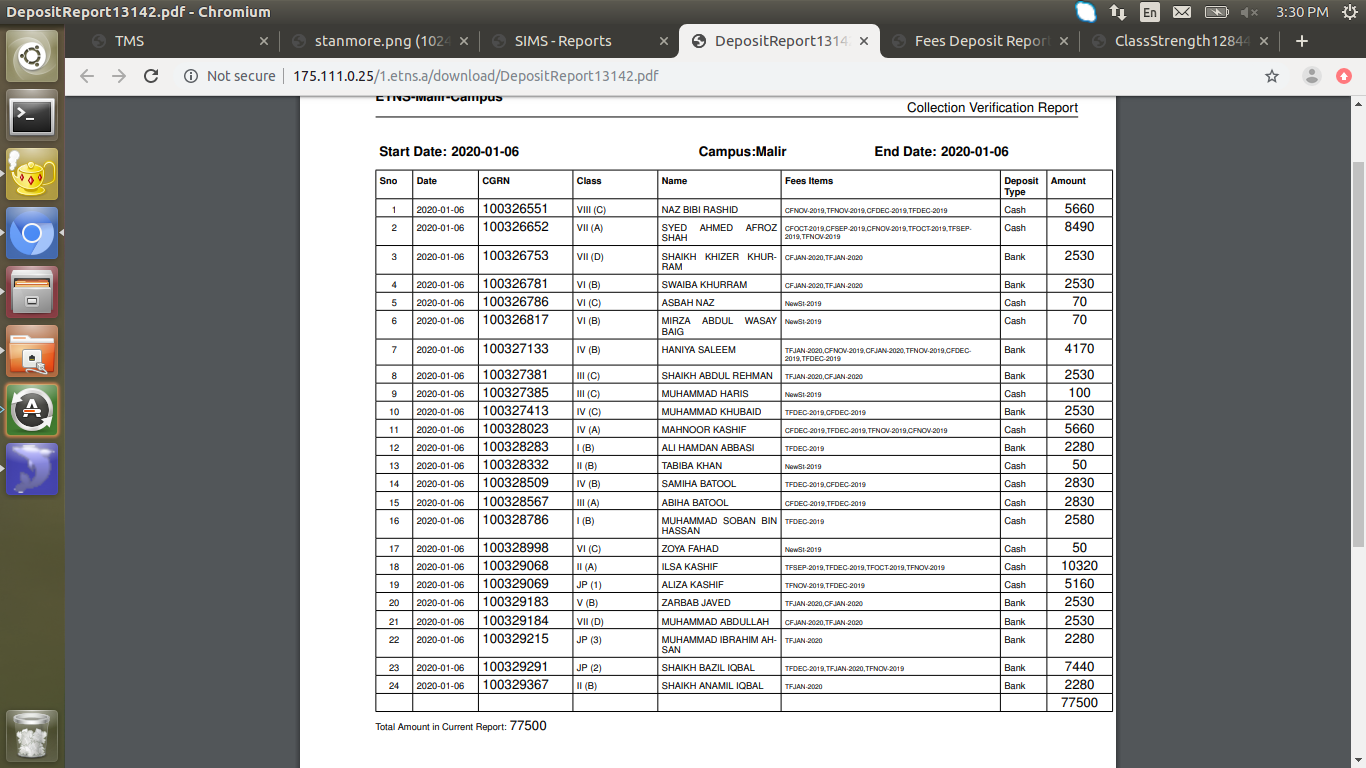 DepositReport13142.pdf - Chromium
En
3:30 PM
TMS
stanmore.png (1024
SIMS - Reports
DepositReport1314
Fees Deposit Report
ClassStrength12844
Not secure
175.111.0.25/1.etns.a/download/DepositReport13142.pdf
ETNS-Malir-Campus
Collection Verification Report
Start Date: 2020-01-06 Campus:Malir End Date: 2020-01-06
Sno Date CGRN Class Name Fees Items Deposit Type Amount
1 2020-01-06 100326551 VIII (C) NAZ BIBI RASHID CFNOV-2019,TFNOV-2019,CFDEC-2019,TFDEC-2019 Cash 5660
2 2020-01-06 100326652 VII (A) SYED AHMED AFROZ SHAH CFOCT-2019,CFSEP-2019,CFNOV-2019,TFOCT-2019,TFSEP-2019,TFNOV-2019 Cash 8490
3 2020-01-06 100326753 VII (D) SHAIKH KHIZER KHUR-RAM CFJAN-2020,TFJAN-2020 Bank 2530
4 2020-01-06 100326781 VI (B) SWAIBA KHURRAM CFJAN-2020,TFJAN-2020 Bank 2530
5 2020-01-06 100326786 VI (C) ASBAH NAZ NewSt-2019 Cash 70
6 2020-01-06 100326817 VI (B) MIRZA ABDUL WASAY BAIG NewSt-2019 Cash 70
7 2020-01-06 100327133 IV (B) HANIYA SALEEM TFJAN-2020,CFNOV-2019,CFJAN-2020,TFNOV-2019,CFDEC-2019,TFDEC-2019 Bank 4170
8 2020-01-06 100327381 III (C) SHAIKH ABDUL REHMAN TFJAN-2020,CFJAN-2020 Bank 2530
9 2020-01-06 100327385 III (C) MUHAMMAD HARIS NewSt-2019 Cash 100
10 2020-01-06 100327413 IV (C) MUHAMMAD KHUBAID TFDEC-2019,CFDEC-2019 Bank 2530
11 2020-01-06 100328023 IV (A) MAHNOOR KASHIF CFDEC-2019,TFDEC-2019,TFNOV-2019,CFNOV-2019 Cash 5660
12 2020-01-06 100328283 I (B) ALI HAMDAN ABBASI TFDEC-2019 Bank 2280
13 2020-01-06 100328332 II (B) TABIBA KHAN NewSt-2019 Cash 50
14 2020-01-06 100328509 IV (B) SAMIHA BATOOL TFDEC-2019,CFDEC-2019 Cash 2830
15 2020-01-06 100328567 III (A) ABIHA BATOOL CFDEC-2019,TFDEC-2019 Cash 2830
16 2020-01-06 100328786 I (B) MUHAMMAD SOBAN BIN HASSAN TFDEC-2019 Cash 2580
17 2020-01-06 100328998 VI (C) ZOYA FAHAD NewSt-2019 Cash 50
18 2020-01-06 100329068 II (A) ILSA KASHIF TFSEP-2019,TFDEC-2019,TFOCT-2019,TFNOV-2019 Cash 10320
19 2020-01-06 100329069 JP (1) ALIZA KASHIF TFNOV-2019,TFDEC-2019 Cash 5160
20 2020-01-06 100329183 V (B) ZARBAB JAVED TFJAN-2020,CFJAN-2020 Bank 2530
21 2020-01-06 100329184 VII (D) MUHAMMAD ABDULLAH CFJAN-2020,TFJAN-2020 Bank 2530
22 2020-01-06 100329215 JP (3) MUHAMMAD IBRAHIM AH-SAN TFJAN-2020 Bank 2280
23 2020-01-06 100329291 JP (2) SHAIKH BAZIL IQBAL TFDEC-2019,TFJAN-2020,TFNOV-2019 Bank 7440
24 2020-01-06 100329367 II (B) SHAIKH ANAMIL IQBAL TFJAN-2020 Bank 2280
77500
Total Amount in Current Report: 77500